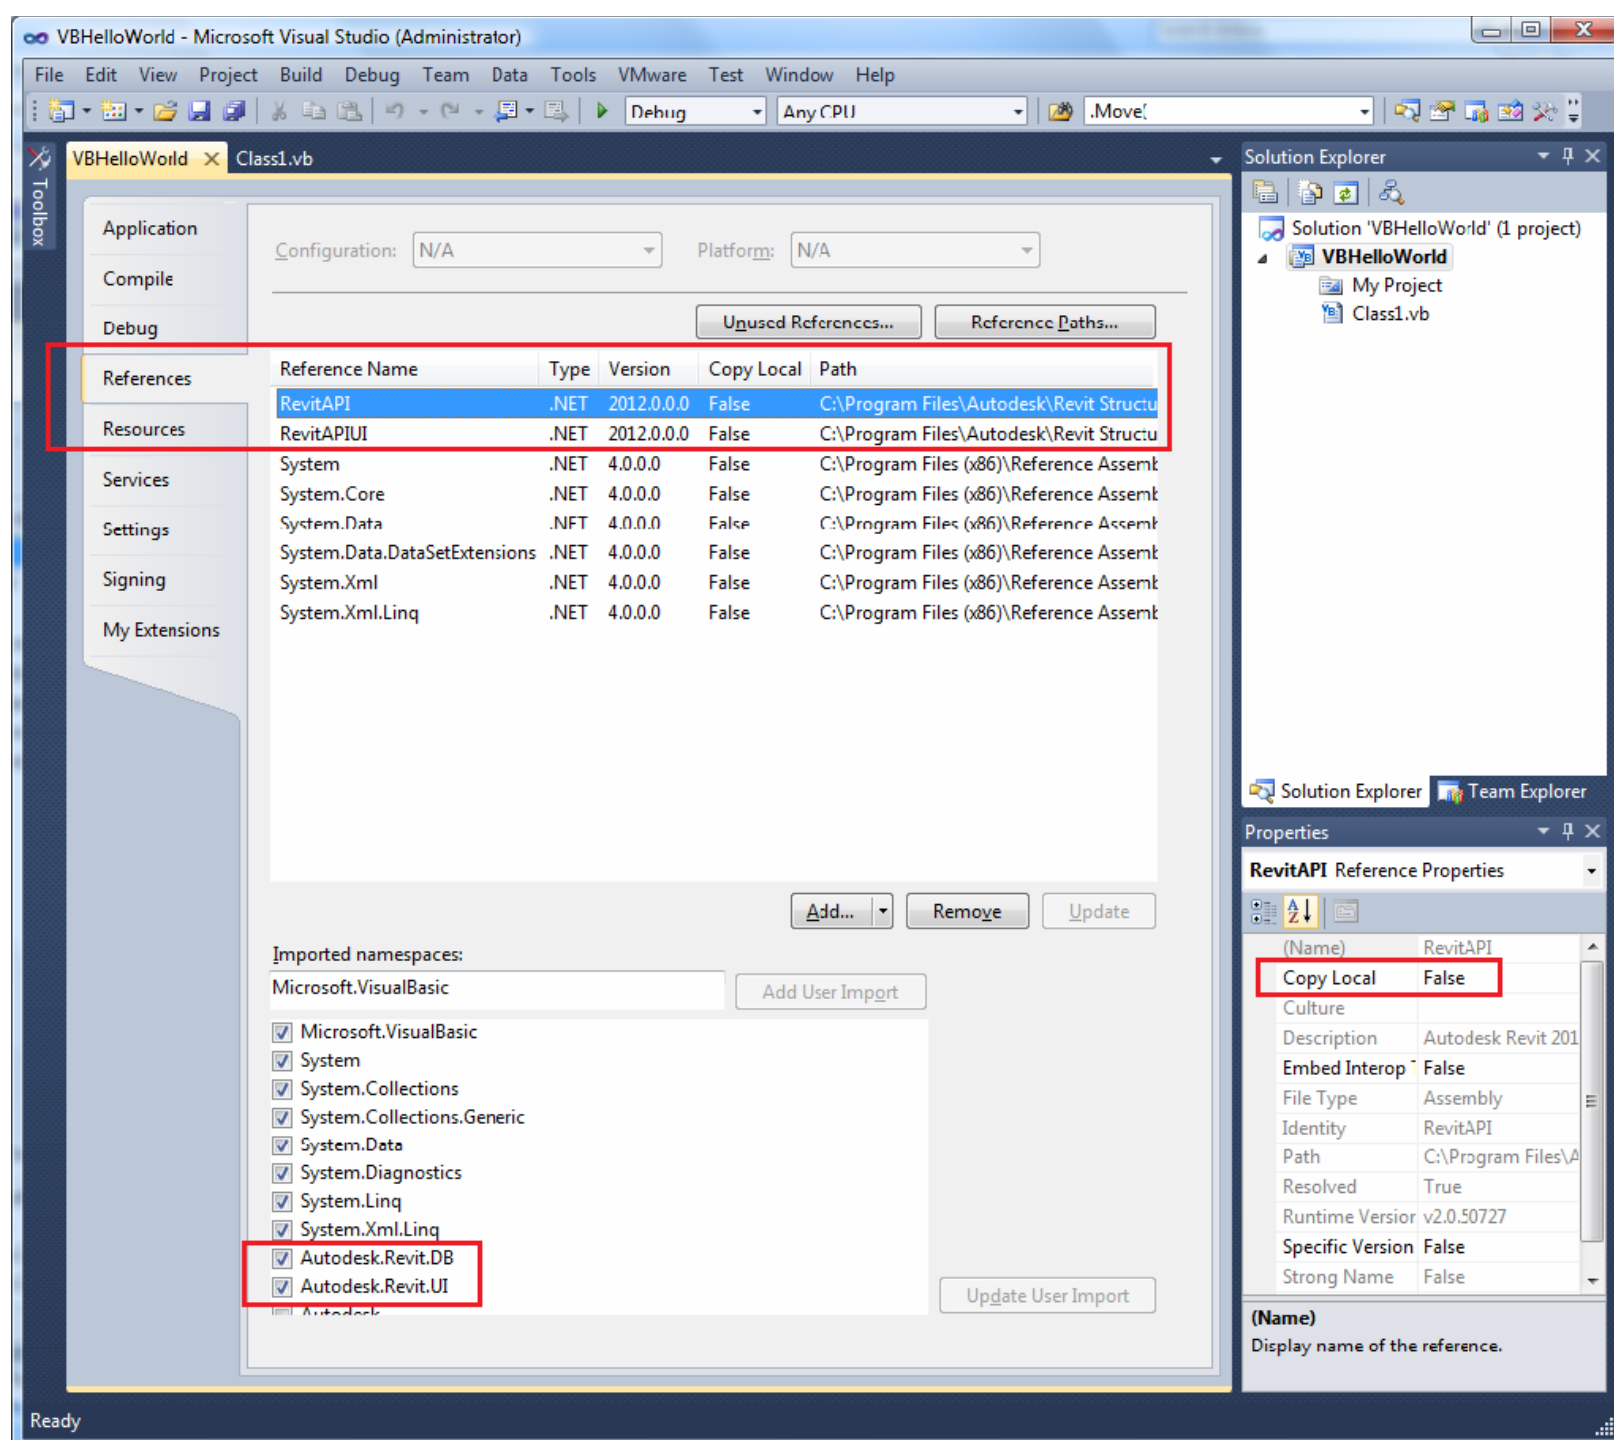 VBHelloWorld - Microsoft Visual Studio (Administrator)
File Edit View Project Build Debug Team Data Tools VMware Test Window Help
Debug Any CPU .Move(
Toolbox
VBHelloWorld Class1.vb
Application
Compile
Debug
References
Resources
Services
Settings
Signing
My Extensions
Configuration: N/A Platform: N/A
Unused References... Reference Paths...
Reference Name Type Version Copy Local Path
RevitAPI .NET 2012.0.0.0 False C:\Program Files\Autodesk\Revit Structu
RevitAPIUI .NET 2012.0.0.0 False C:\Program Files\Autodesk\Revit Structu
System .NET 4.0.0.0 False C:\Program Files (x86)\Reference Assemb
System.Core .NET 4.0.0.0 False C:\Program Files (x86)\Reference Assemb
System.Data .NET 4.0.0.0 False C:\Program Files (x86)\Reference Assemb
System.Data.DataSetExtensions .NET 4.0.0.0 False C:\Program Files (x86)\Reference Assemb
System.Xml .NET 4.0.0.0 False C:\Program Files (x86)\Reference Assemb
System.Xml.Linq .NET 4.0.0.0 False C:\Program Files (x86)\Reference Assemb
Add... Remove Update
Imported namespaces:
Microsoft.VisualBasic Add User Import
Microsoft.VisualBasic
System
System.Collections
System.Collections.Generic
System.Data
System.Diagnostics
System.Linq
System.Xml.Linq
Autodesk.Revit.DB
Autodesk.Revit.UI
Autodesk
Update User Import
Solution Explorer
Solution 'VBHelloWorld' (1 project)
VBHelloWorld
My Project
Class1.vb
Solution Explorer Team Explorer
Properties
RevitAPI Reference Properties
(Name) RevitAPI
Copy Local False
Culture
Description Autodesk Revit 201
Embed Interop T False
File Type Assembly
Identity RevitAPI
Path C:\Program Files\A
Resolved True
Runtime Version v2.0.50727
Specific Version False
Strong Name False
(Name)
Display name of the reference.
Ready